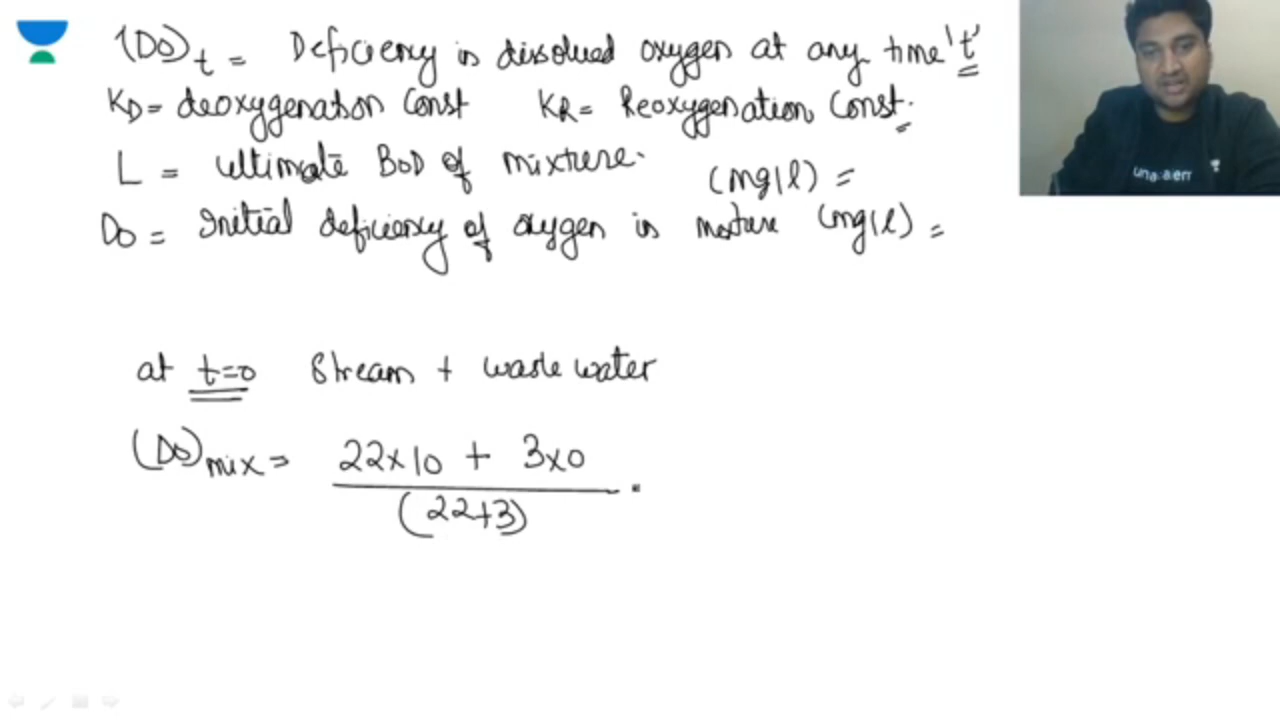 (DO)t = Deficiency in dissolved oxygen at any time 't'
KD = deoxygenation Const KR = Reoxygenation Const.
L = Ultimate BOD of mixture. (mg/l) =
Do = Initial deficiency of oxygen in mixture (mg/l) =
at t=0 Stream + waste water
(DO)mix = 22×10 + 3×0
(22+3)